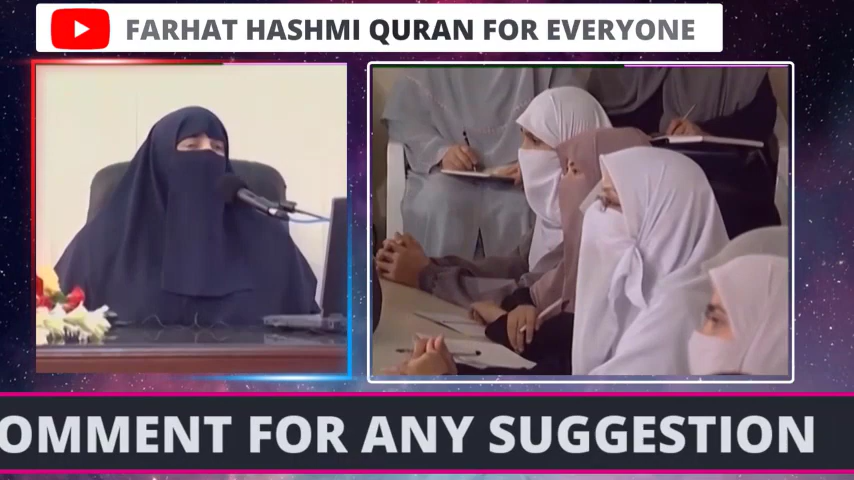 FARHAT HASHMI QURAN FOR EVERYONE
OMMENT FOR ANY SUGGESTION